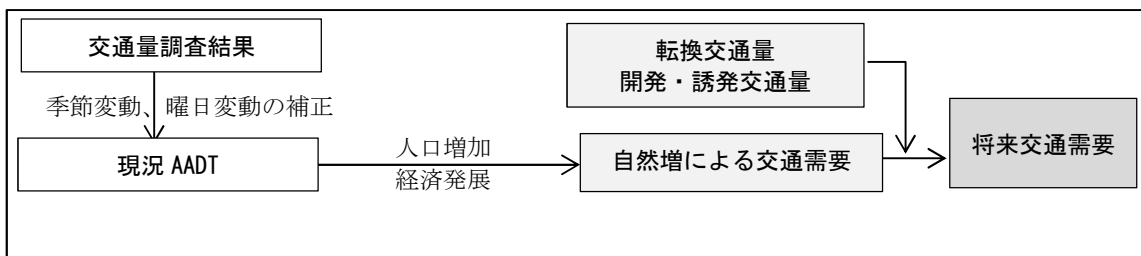 交通量調査結果
季節変動、曜日変動の補正
現況 AADT
人口増加
経済発展
転換交通量
開発・誘発交通量
自然増による交通需要
将来交通需要